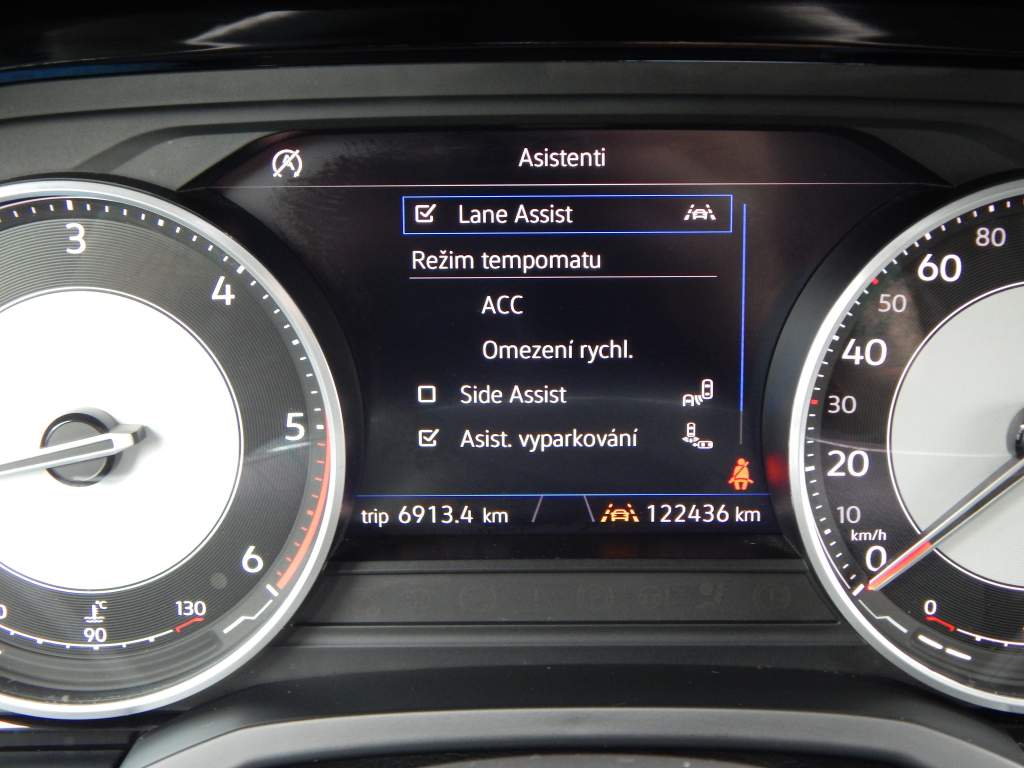 Asistenti
Lane Assist
Režim tempomatu
ACC
Omezení rychl.
Side Assist
Asist. vyparkování
trip 6913.4 km
122436 km
3
4
5
6
°C
90
130
80
60
50
40
30
20
10
km/h
0
0